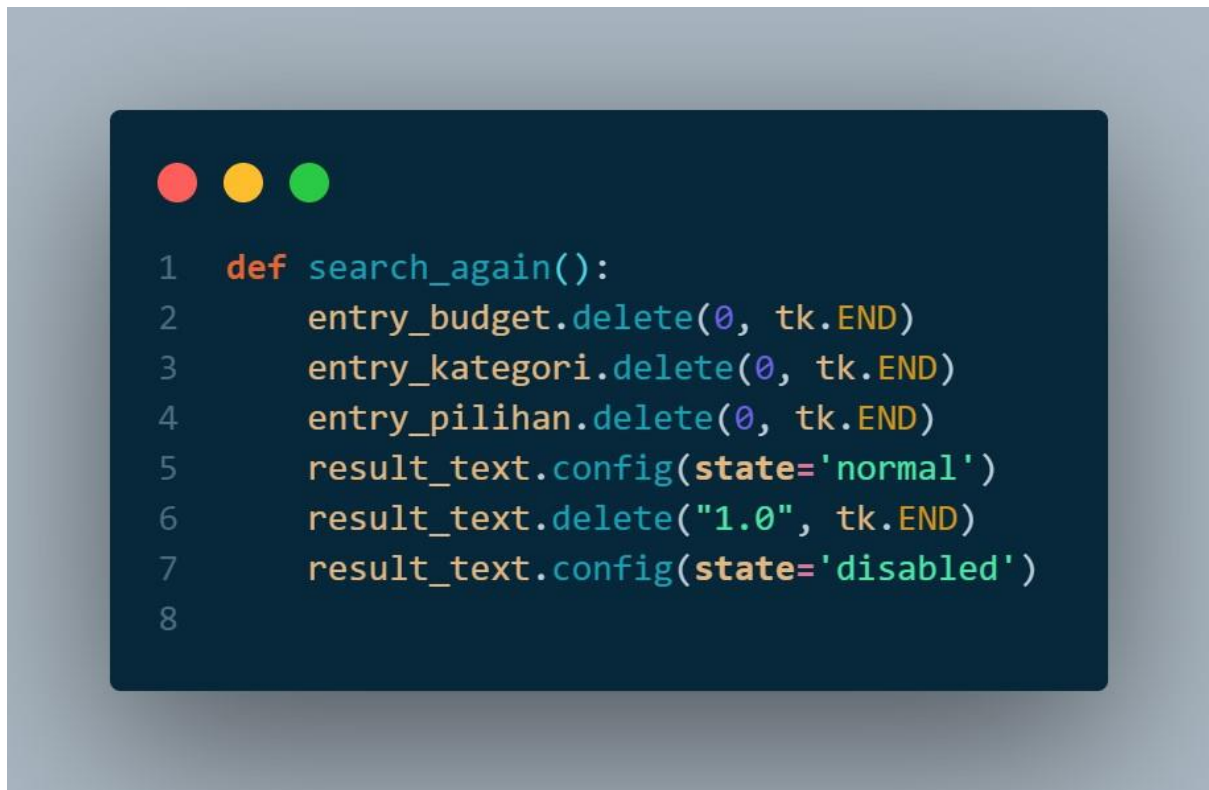 1 def search_again():
2     entry_budget.delete(0, tk.END)
3     entry_kategori.delete(0, tk.END)
4     entry_pilihan.delete(0, tk.END)
5     result_text.config(state='normal')
6     result_text.delete("1.0", tk.END)
7     result_text.config(state='disabled')
8